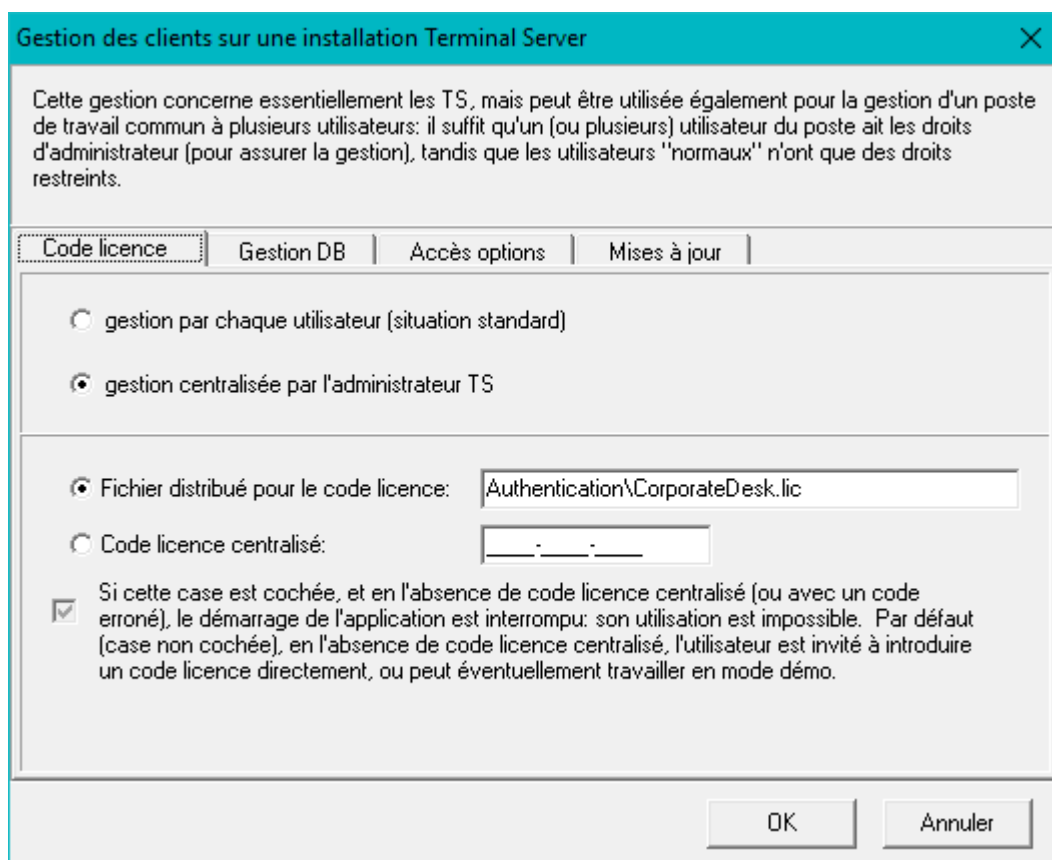 Gestion des clients sur une installation Terminal Server
Cette gestion concerne essentiellement les TS, mais peut être utilisée également pour la gestion d'un poste
de travail commun à plusieurs utilisateurs: il suffit qu'un (ou plusieurs) utilisateur du poste ait les droits
d'administrateur (pour assurer la gestion), tandis que les utilisateurs "normaux" n'ont que des droits
restreints.
Code licence Gestion DB Accès options Mises à jour
gestion par chaque utilisateur (situation standard)
gestion centralisée par l'administrateur TS
Fichier distribué pour le code licence: Authentication\CorporateDesk.lic
Code licence centralisé: ____-____-____
Si cette case est cochée, et en l'absence de code licence centralisé (ou avec un code
erroné), le démarrage de l'application est interrompu: son utilisation est impossible. Par défaut
(case non cochée), en l'absence de code licence centralisé, l'utilisateur est invité à introduire
un code licence directement, ou peut éventuellement travailler en mode démo.
OK Annuler